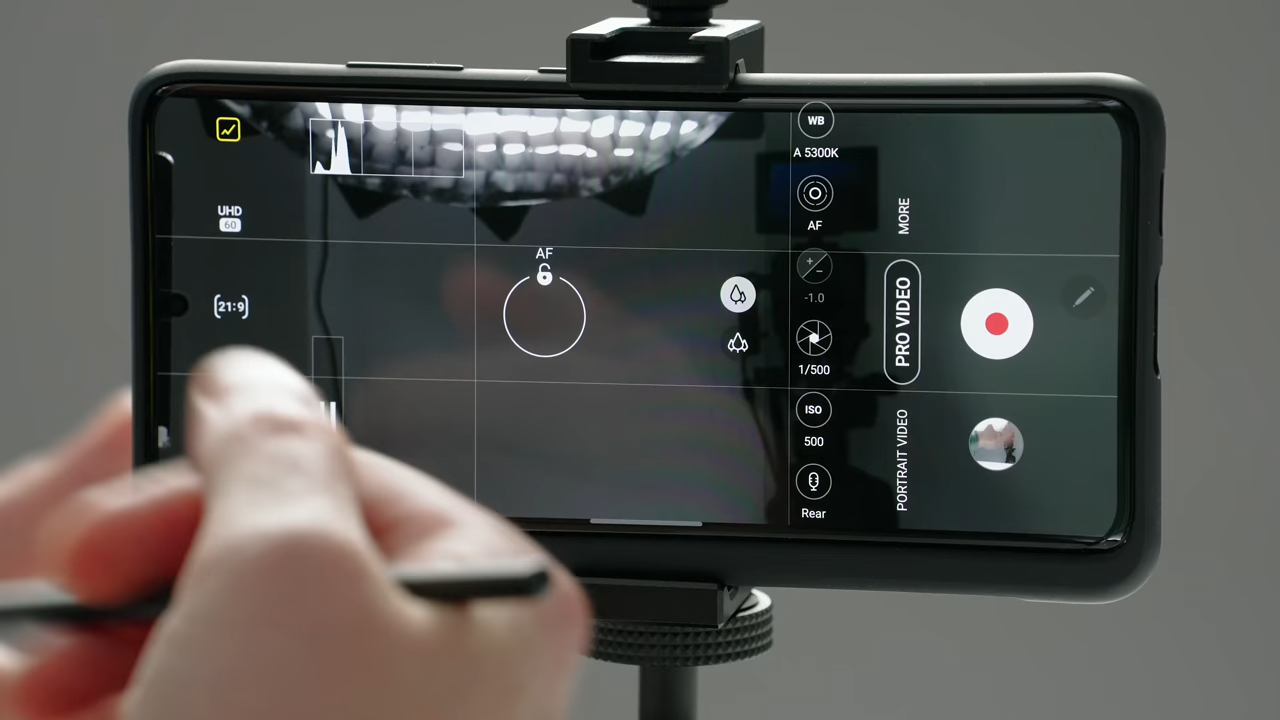 UHD
60
21:9
AF
WB
A 5300K
AF
-1.0
1/500
ISO
500
Rear
MORE
PRO VIDEO
PORTRAIT VIDEO